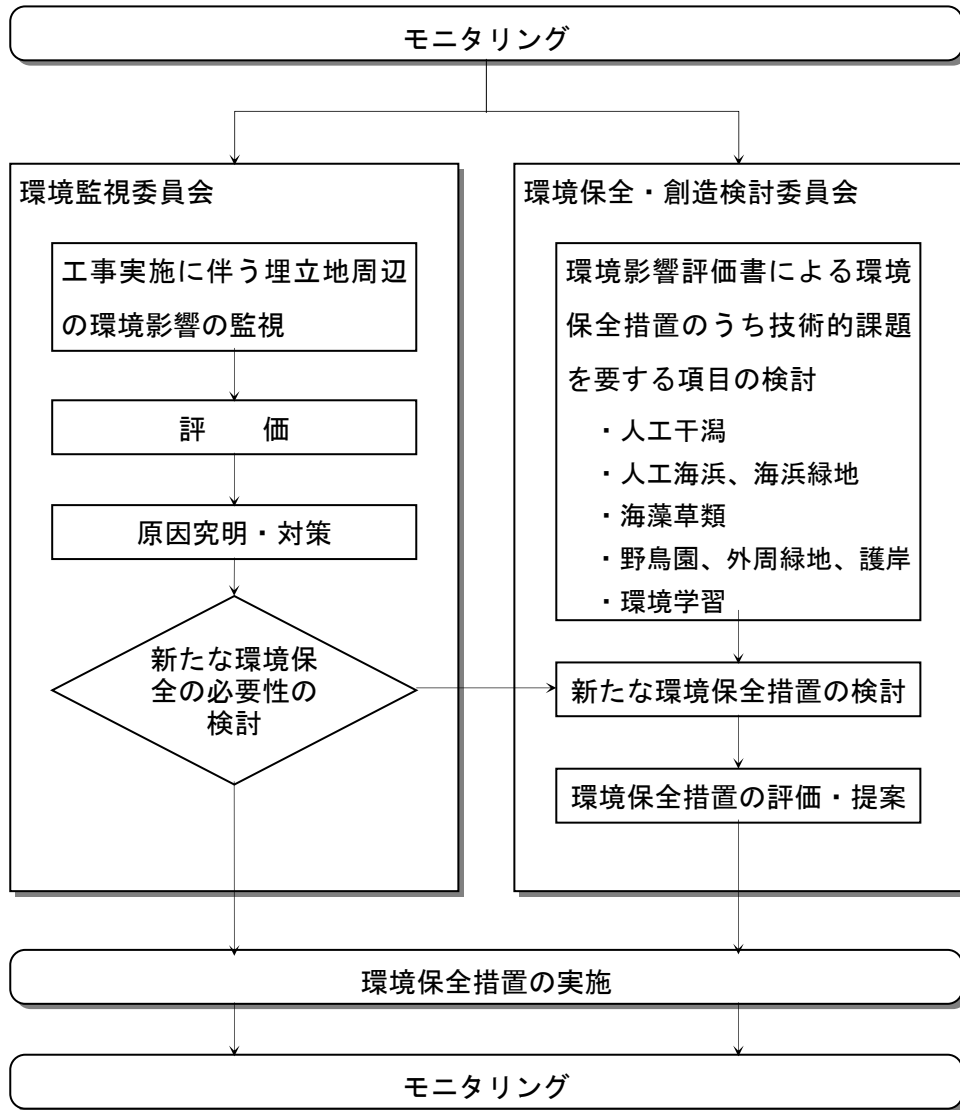 モニタリング
環境監視委員会
工事実施に伴う埋立地周辺
の環境影響の監視
評　　価
原因究明・対策
新たな環境保
全の必要性の
検討
環境保全・創造検討委員会
環境影響評価書による環境
保全措置のうち技術的課題
を要する項目の検討
・人工干潟
・人工海浜、海浜緑地
・海藻草類
・野鳥園、外周緑地、護岸
・環境学習
新たな環境保全措置の検討
環境保全措置の評価・提案
環境保全措置の実施
モニタリング